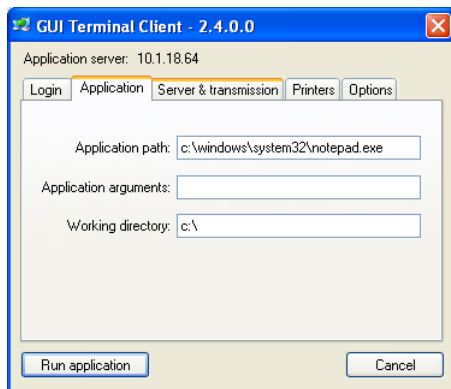 GUI Terminal Client - 2.4.0.0
Application server: 10.1.18.64
Login Application Server & transmission Printers Options
Application path: c:\windows\system32\notepad.exe
Application arguments:
Working directory: c:\
Run application Cancel